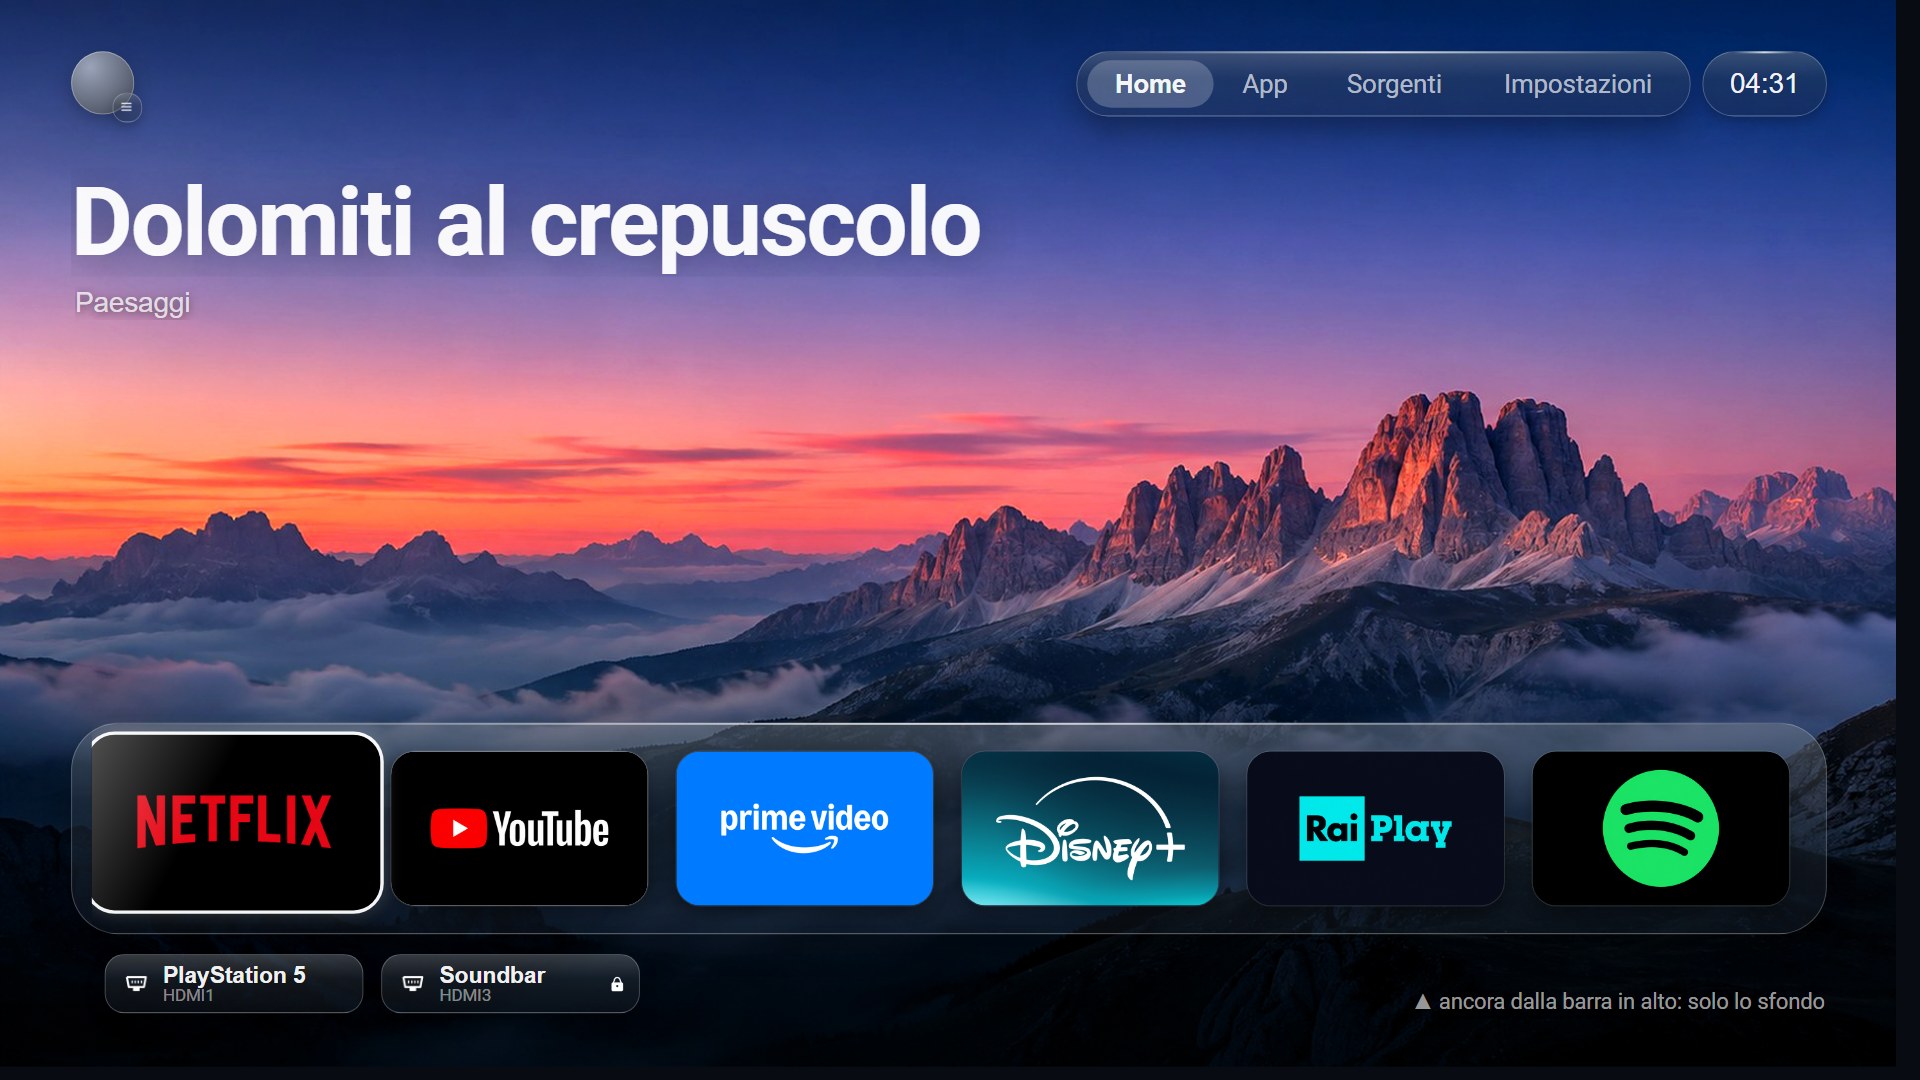 Home App Sorgenti Impostazioni 04:31
Dolomiti al crepuscolo
Paesaggi
NETFLIX
YouTube
prime video
Disney+
Rai Play
PlayStation 5
HDMI1
Soundbar
HDMI3
▲ ancora dalla barra in alto: solo lo sfondo